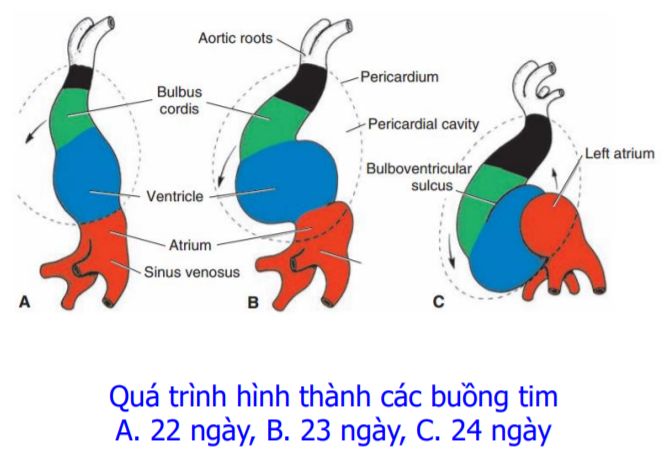 Aortic roots
Pericardium
Bulbus
cordis
Pericardial cavity
Left atrium
Bulboventricular
sulcus
Ventricle
Atrium
Sinus venosus
A
B
C
Quá trình hình thành các buồng tim
A. 22 ngày, B. 23 ngày, C. 24 ngày